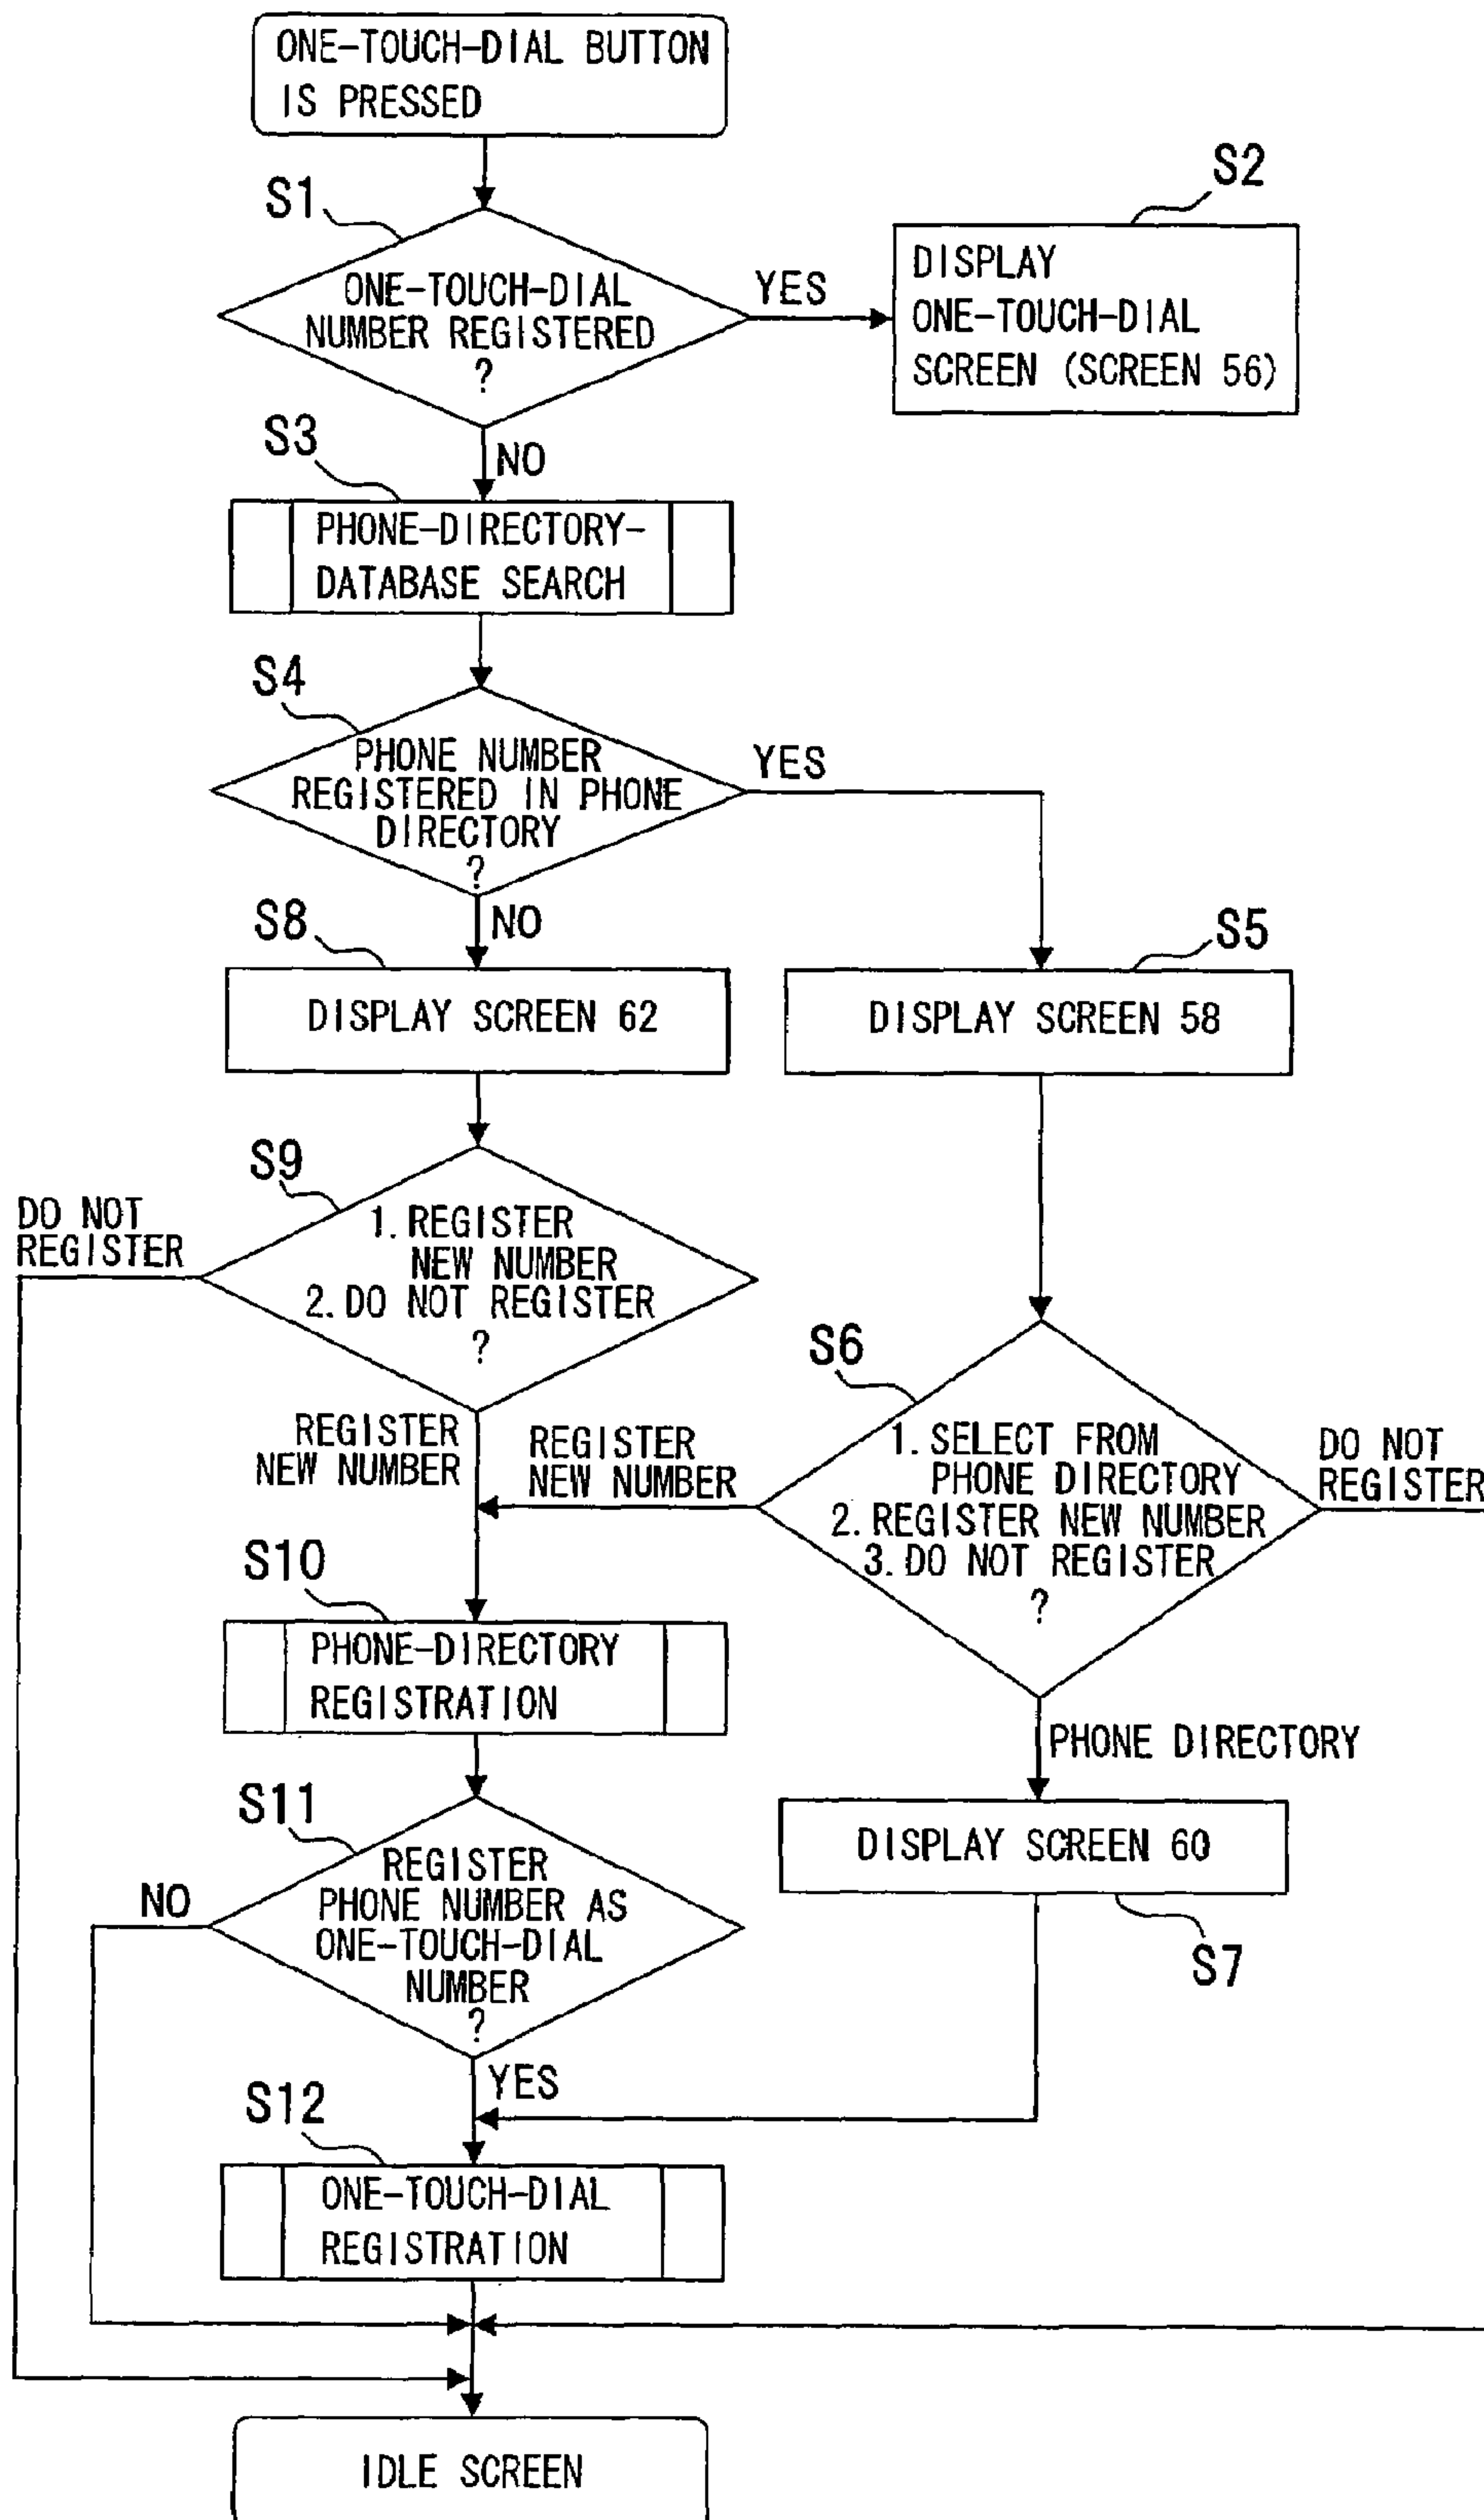 ONE-TOUCH-DIAL BUTTON
IS PRESSED
S1
S2
ONE-TOUCH-DIAL
NUMBER REGISTERED
?
YES
DISPLAY
ONE-TOUCH-DIAL
SCREEN (SCREEN 56)
NO
S3
PHONE-DIRECTORY-
DATABASE SEARCH
S4
PHONE NUMBER
REGISTERED IN PHONE
DIRECTORY
?
YES
NO
S8
S5
DISPLAY SCREEN 62
DISPLAY SCREEN 58
S9
DO NOT
REGISTER
1. REGISTER
NEW NUMBER
2. DO NOT REGISTER
?
S6
REGISTER
NEW NUMBER
REGISTER
NEW NUMBER
1. SELECT FROM
PHONE DIRECTORY
2. REGISTER NEW NUMBER
3. DO NOT REGISTER
?
DO NOT
REGISTER
S10
PHONE-DIRECTORY
REGISTRATION
PHONE DIRECTORY
S11
DISPLAY SCREEN 60
S7
REGISTER
PHONE NUMBER AS
ONE-TOUCH-DIAL
NUMBER
?
NO
YES
S12
ONE-TOUCH-DIAL
REGISTRATION
IDLE SCREEN